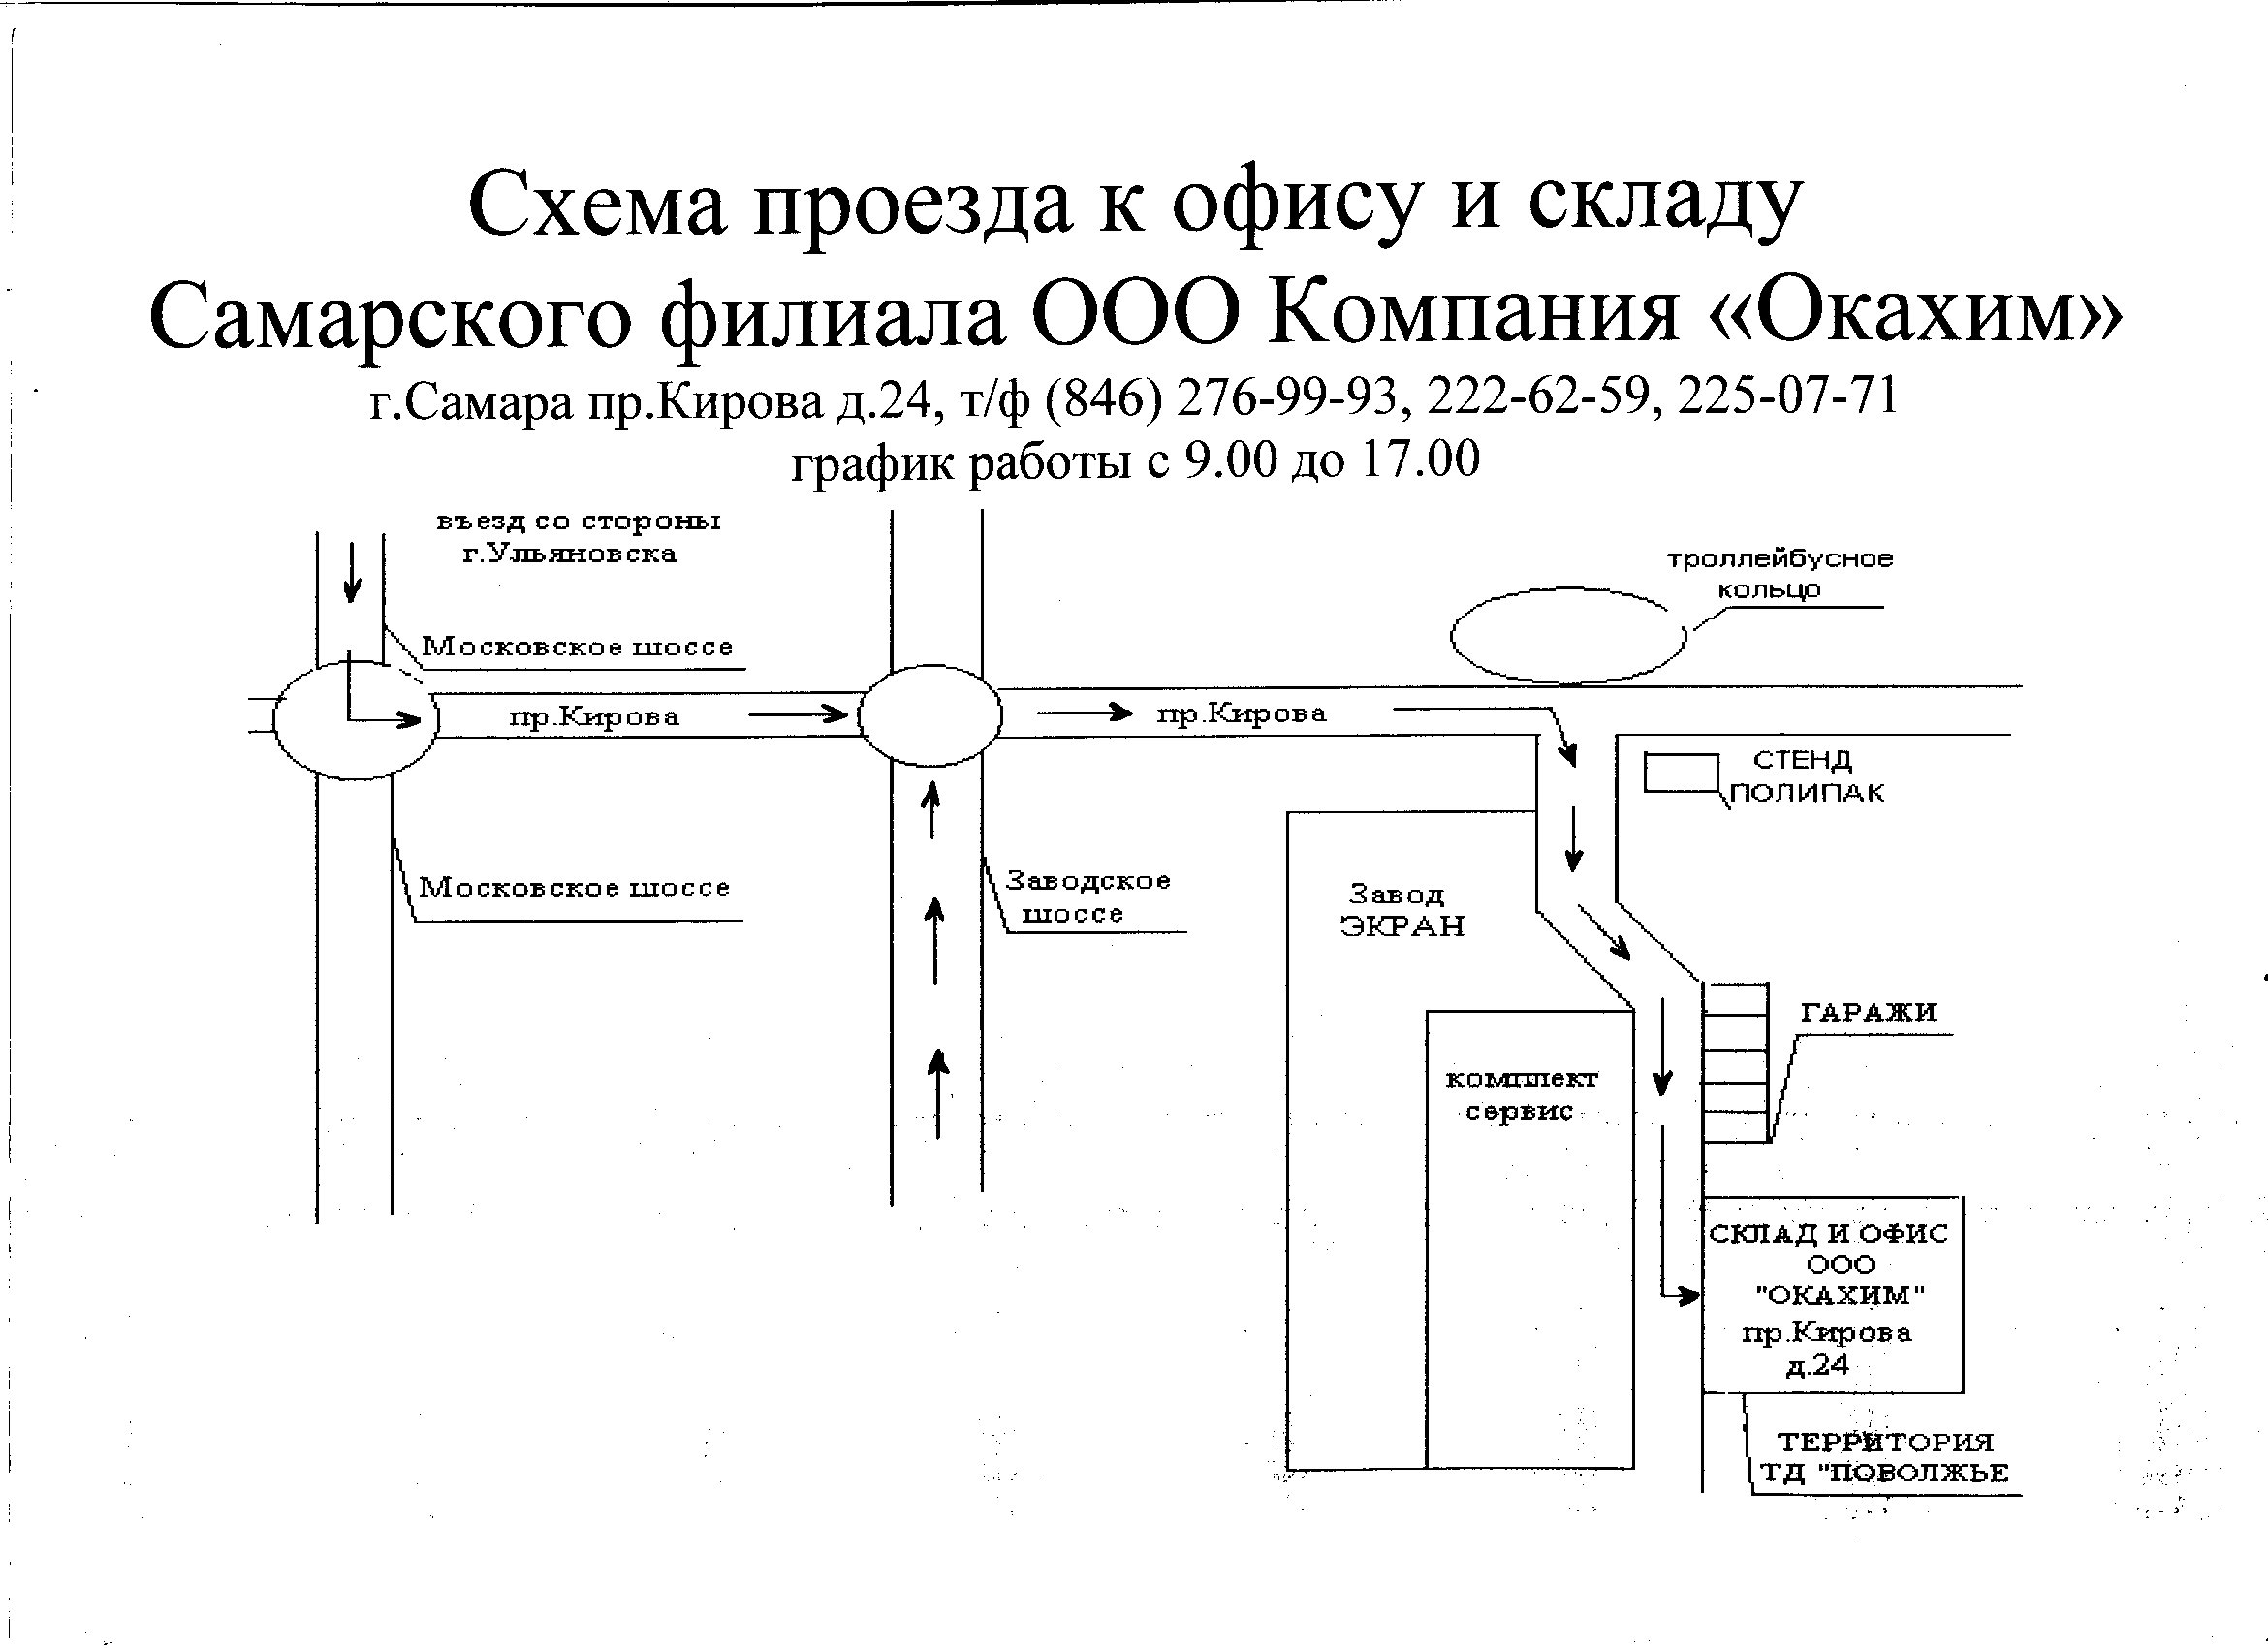 Схема проезда к офису и складу
Самарского филиала ООО Компания «Окахим»
г.Самара пр.Кирова д.24, т/ф (846) 276-99-93, 222-62-59, 225-07-71
график работы с 9.00 до 17.00
въезд со стороны
г.Ульяновска
троллейбусное
кольцо
Московское шоссе
пр.Кирова
пр.Кирова
СТЕНД
ПОЛИПАК
Московское шоссе
Заводское
шоссе
Завод
ЭКРАН
ГАРАЖИ
комплект
сервис
СКЛАД И ОФИС
ООО
"ОКАХИМ"
пр.Кирова
д.24
ТЕРРИТОРИЯ
ТД "ПОВОЛЖЬЕ